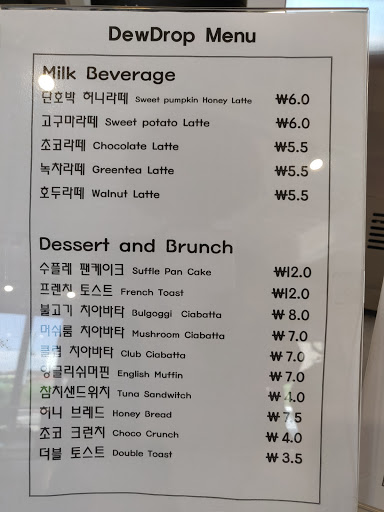 DewDrop Menu
Milk Beverage
단호박 허니라떼 Sweet pumpkin Honey Latte ₩6.0
고구마라떼 Sweet potato Latte ₩6.0
초코라떼 Chocolate Latte ₩5.5
녹차라떼 Greentea Latte ₩5.5
호두라떼 Walnut Latte ₩5.5
Dessert and Brunch
수플레 팬케이크 Suffle Pan Cake ₩12.0
프렌치 토스트 French Toast ₩12.0
불고기 치아바타 Bulgoggi Ciabatta ₩ 8.0
머쉬룸 치아바타 Mushroom Ciabatta ₩ 7.0
클럽 치아바타 Club Ciabatta ₩ 7.0
잉글리쉬머핀 English Muffin ₩ 7.0
참치샌드위치 Tuna Sandwitch ₩ 4.0
허니 브레드 Honey Bread ₩ 7.5
초코 크런치 Choco Crunch ₩ 4.0
더블 토스트 Double Toast ₩ 3.5